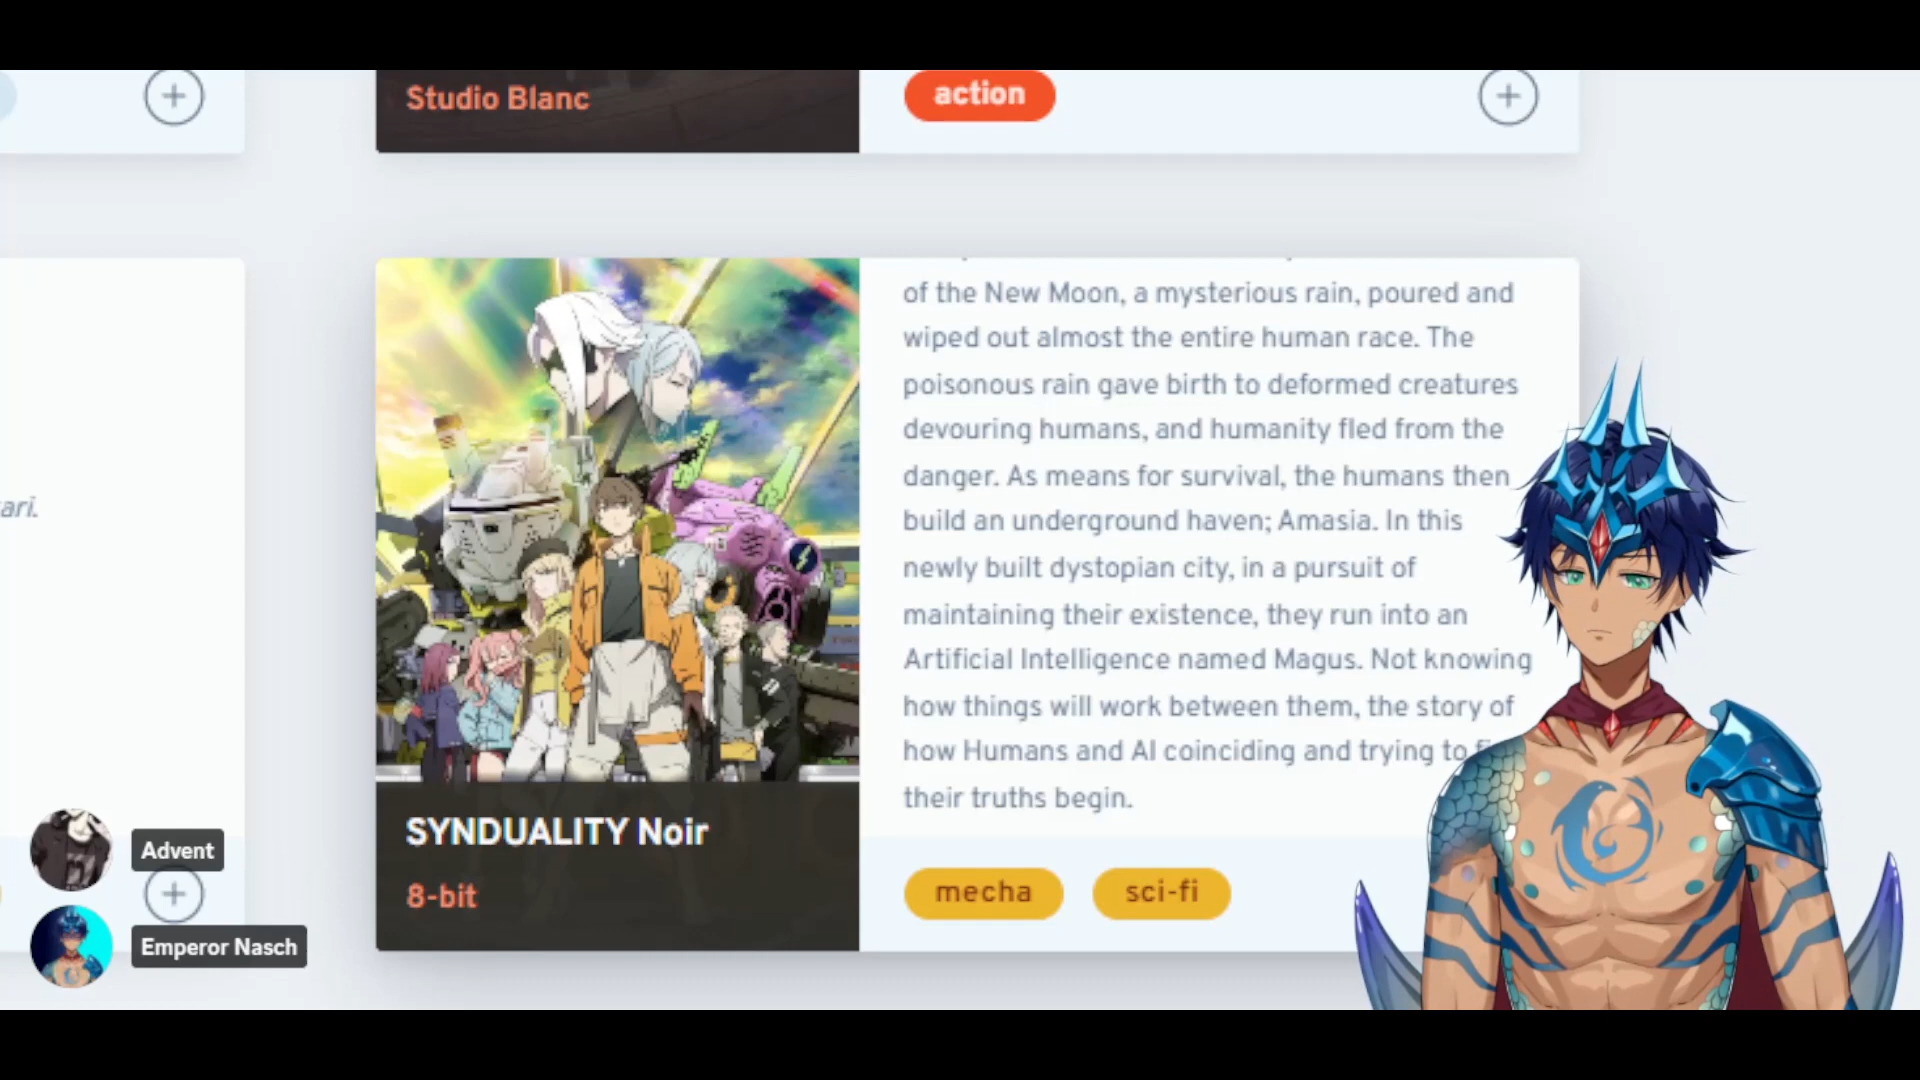 Studio Blanc
action
of the New Moon, a mysterious rain, poured and
wiped out almost the entire human race. The
poisonous rain gave birth to deformed creatures
devouring humans, and humanity fled from the
danger. As means for survival, the humans then
build an underground haven; Amasia. In this
newly built dystopian city, in a pursuit of
maintaining their existence, they run into an
Artificial Intelligence named Magus. Not knowing
how things will work between them, the story of
how Humans and AI coinciding and trying to
their truths begin.
SYNDUALITY Noir
8-bit
mecha
sci-fi
ari.
Advent
Emperor Nasch